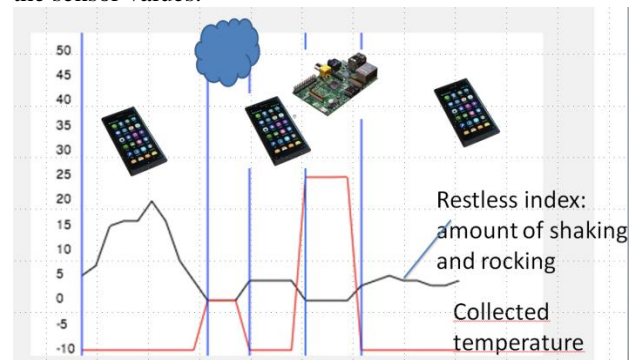 the sensor values.
50
45
40
35
30
25
20
15
10
5
0
-5
-10
Restless index:
amount of shaking
and rocking
Collected
temperature